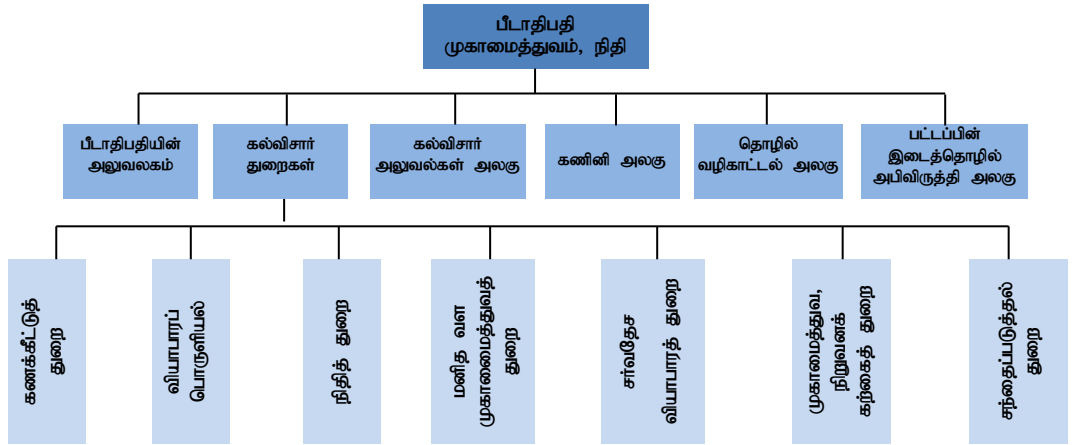 பீடாதிபதி
முகாமைத்துவம், நிதி
பீடாதிபதியின்
அலுவலகம்
கல்விசார்
துறைகள்
கல்விசார்
அலுவல்கள் அலகு
கணினி அலகு
தொழில்
வழிகாட்டல் அலகு
பட்டப்பின்
இடைத்தொழில்
அபிவிருத்தி அலகு
கணக்கீட்டுத்
துறை
வியாபாரப்
பொருளியல்
நிதித் துறை
மனித வள
முகாமைத்துவத்
துறை
சர்வதேச
வியாபாரத் துறை
முகாமைத்துவ,
நிறுவனக்
கற்கைத் துறை
சந்தைப்படுத்தல்
துறை